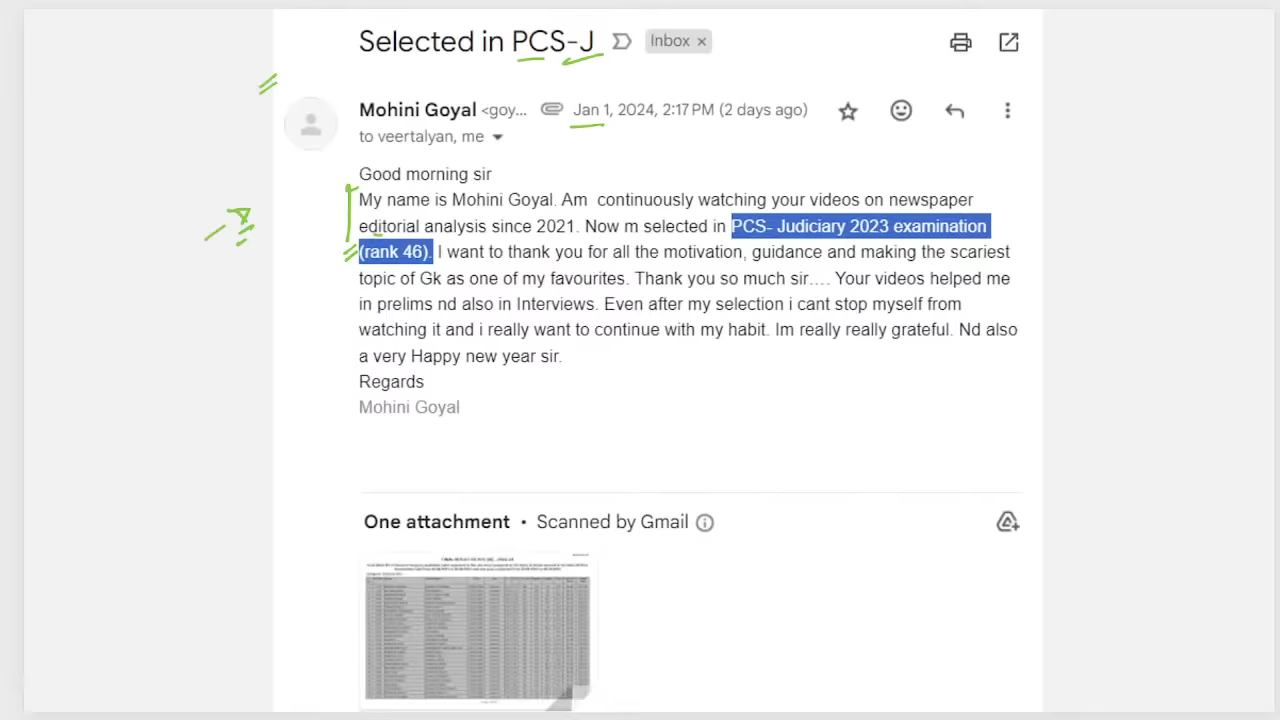 Selected in PCS-J Inbox ×
Mohini Goyal <goy... Jan 1, 2024, 2:17 PM (2 days ago)
to veertalyan, me
Good morning sir
My name is Mohini Goyal. Am continuously watching your videos on newspaper
editorial analysis since 2021. Now m selected in PCS- Judiciary 2023 examination
(rank 46). I want to thank you for all the motivation, guidance and making the scariest
topic of Gk as one of my favourites. Thank you so much sir.... Your videos helped me
in prelims nd also in Interviews. Even after my selection i cant stop myself from
watching it and i really want to continue with my habit. Im really really grateful. Nd also
a very Happy new year sir.
Regards
Mohini Goyal
One attachment • Scanned by Gmail